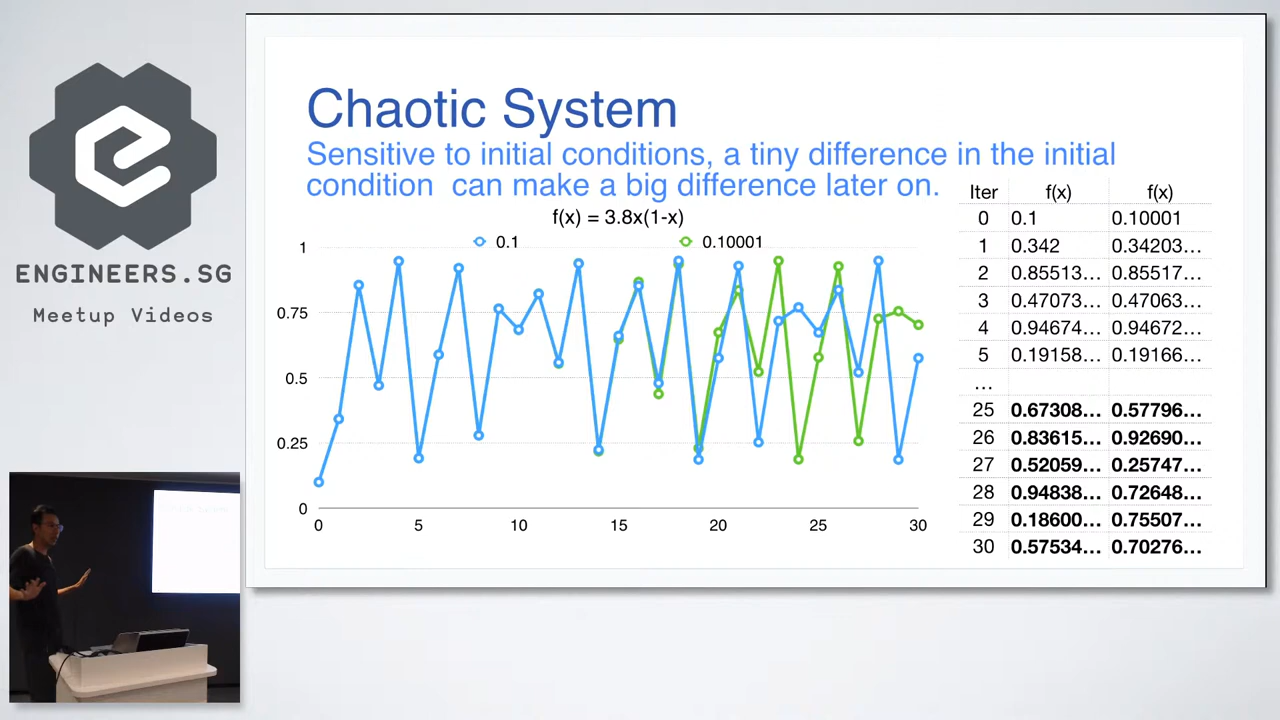 ENGINEERS.SG
Meetup Videos
Chaotic System
Sensitive to initial conditions, a tiny difference in the initial
condition can make a big difference later on.
f(x) = 3.8x(1-x)
0.1 0.10001
1
0.75
0.5
0.25
0
0 5 10 15 20 25 30
Iter f(x) f(x)
0 0.1 0.10001
1 0.342 0.34203…
2 0.85513… 0.85517…
3 0.47073… 0.47063…
4 0.94674… 0.94672…
5 0.19158… 0.19166…
…
25 0.67308… 0.57796…
26 0.83615… 0.92690…
27 0.52059… 0.25747…
28 0.94838… 0.72648…
29 0.18600… 0.75507…
30 0.57534… 0.70276…